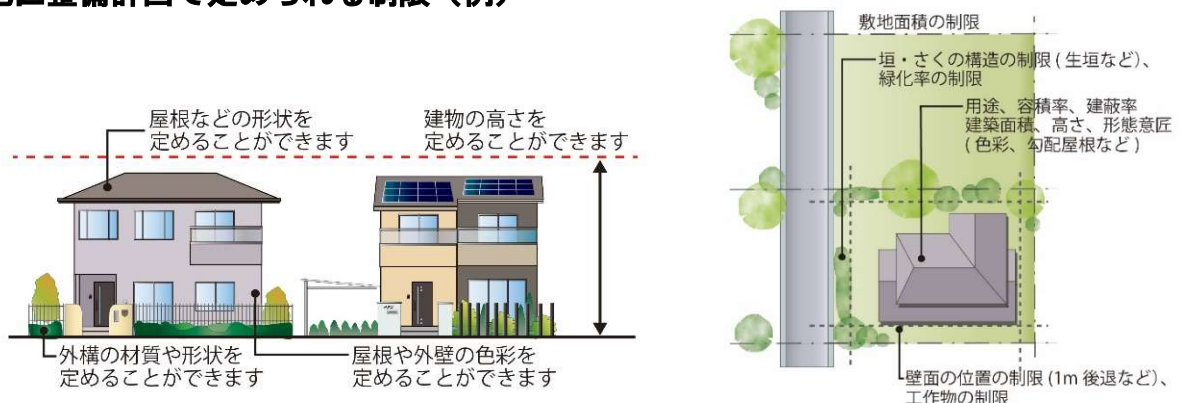 地区整備計画で定められる制限（例）
屋根などの形状を
定めることができます
建物の高さを
定めることができます
外構の材質や形状を
定めることができます
屋根や外壁の色彩を
定めることができます
敷地面積の制限
垣・さくの構造の制限(生垣など)、
緑化率の制限
用途、容積率、建蔽率
建築面積、高さ、形態意匠
(色彩、勾配屋根など)
壁面の位置の制限(1m後退など)、
工作物の制限